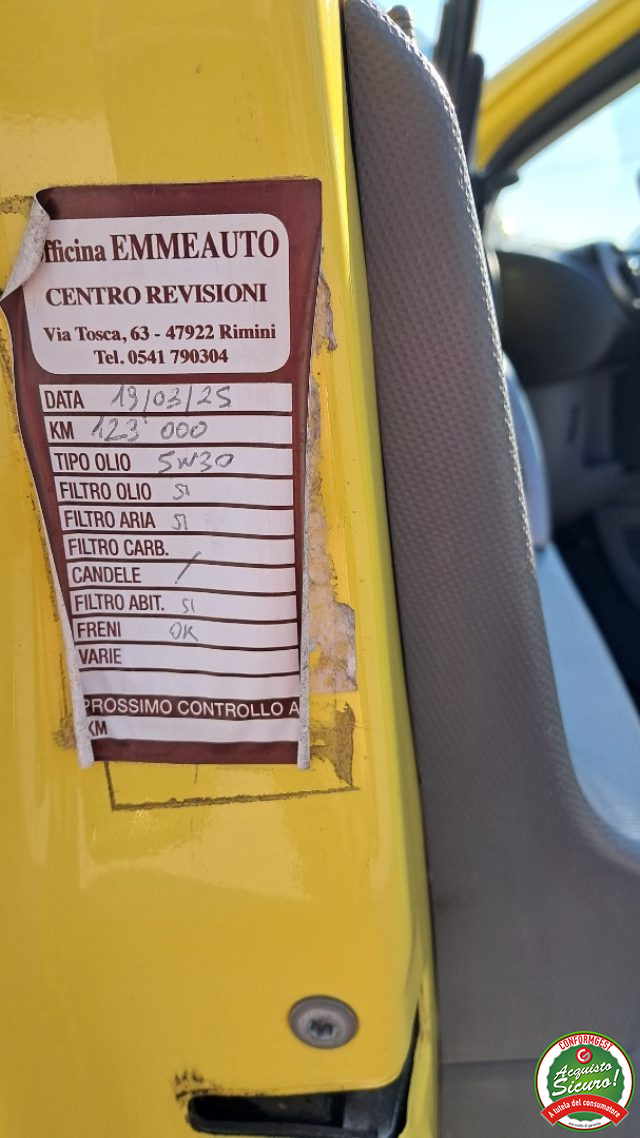 fficina EMMEAUTO
CENTRO REVISIONI
Via Tosca, 63 - 47922 Rimini
Tel. 0541 790304
DATA 19/03/25
KM 123 000
TIPO OLIO 5W30
FILTRO OLIO SI
FILTRO ARIA SI
FILTRO CARB.
CANDELE /
FILTRO ABIT. SI
FRENI OK
VARIE
PROSSIMO CONTROLLO A
KM
CONFORMGEST
Acquisto
Sicuro!
A tutela del consumatore